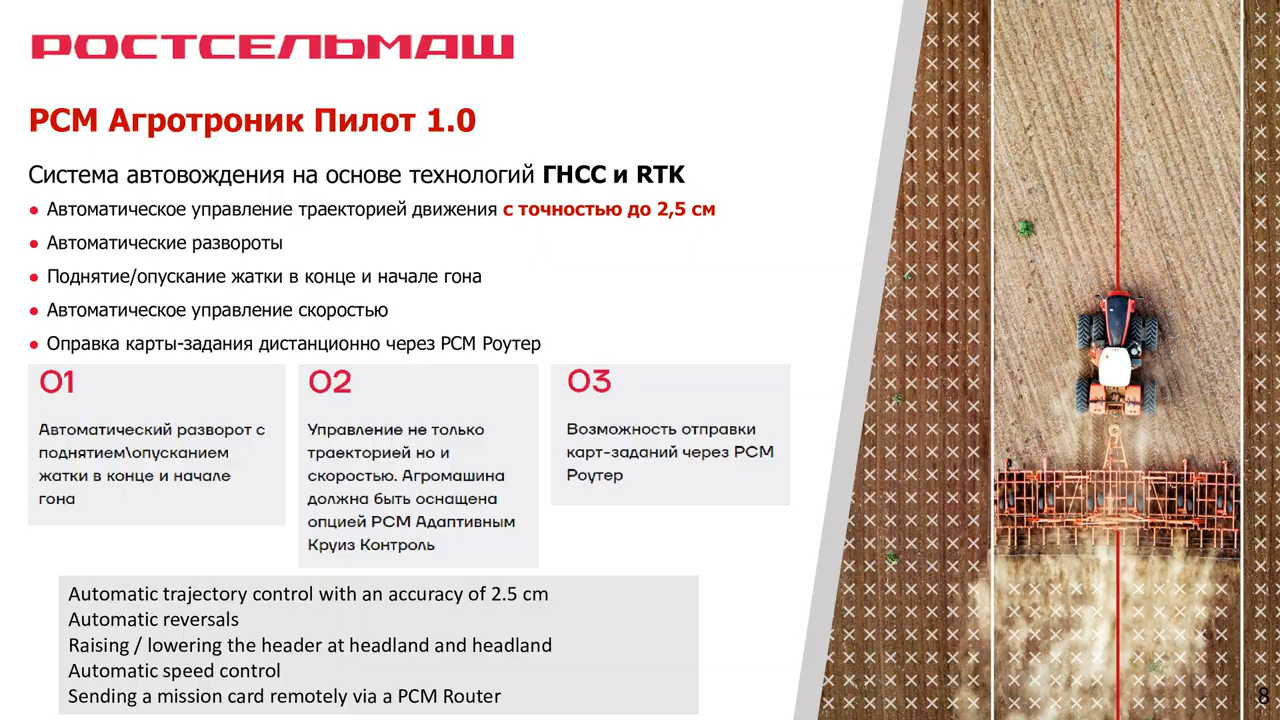 РОСТСЕЛЬМАШ
РСМ Агротроник Пилот 1.0
Система автовождения на основе технологий ГНСС и RTK
● Автоматическое управление траекторией движения с точностью до 2,5 см
● Автоматические развороты
● Поднятие/опускание жатки в конце и начале гона
● Автоматическое управление скоростью
● Оправка карты-задания дистанционно через РСМ Роутер
01
Автоматический разворот с
поднятием\опусканием
жатки в конце и начале
гона
02
Управление не только
траекторией но и
скоростью. Агромашина
должна быть оснащена
опцией РСМ Адаптивным
Круиз Контроль
03
Возможность отправки
карт-заданий через РСМ
Роутер
Automatic trajectory control with an accuracy of 2.5 cm
Automatic reversals
Raising / lowering the header at headland and headland
Automatic speed control
Sending a mission card remotely via a PCM Router
8